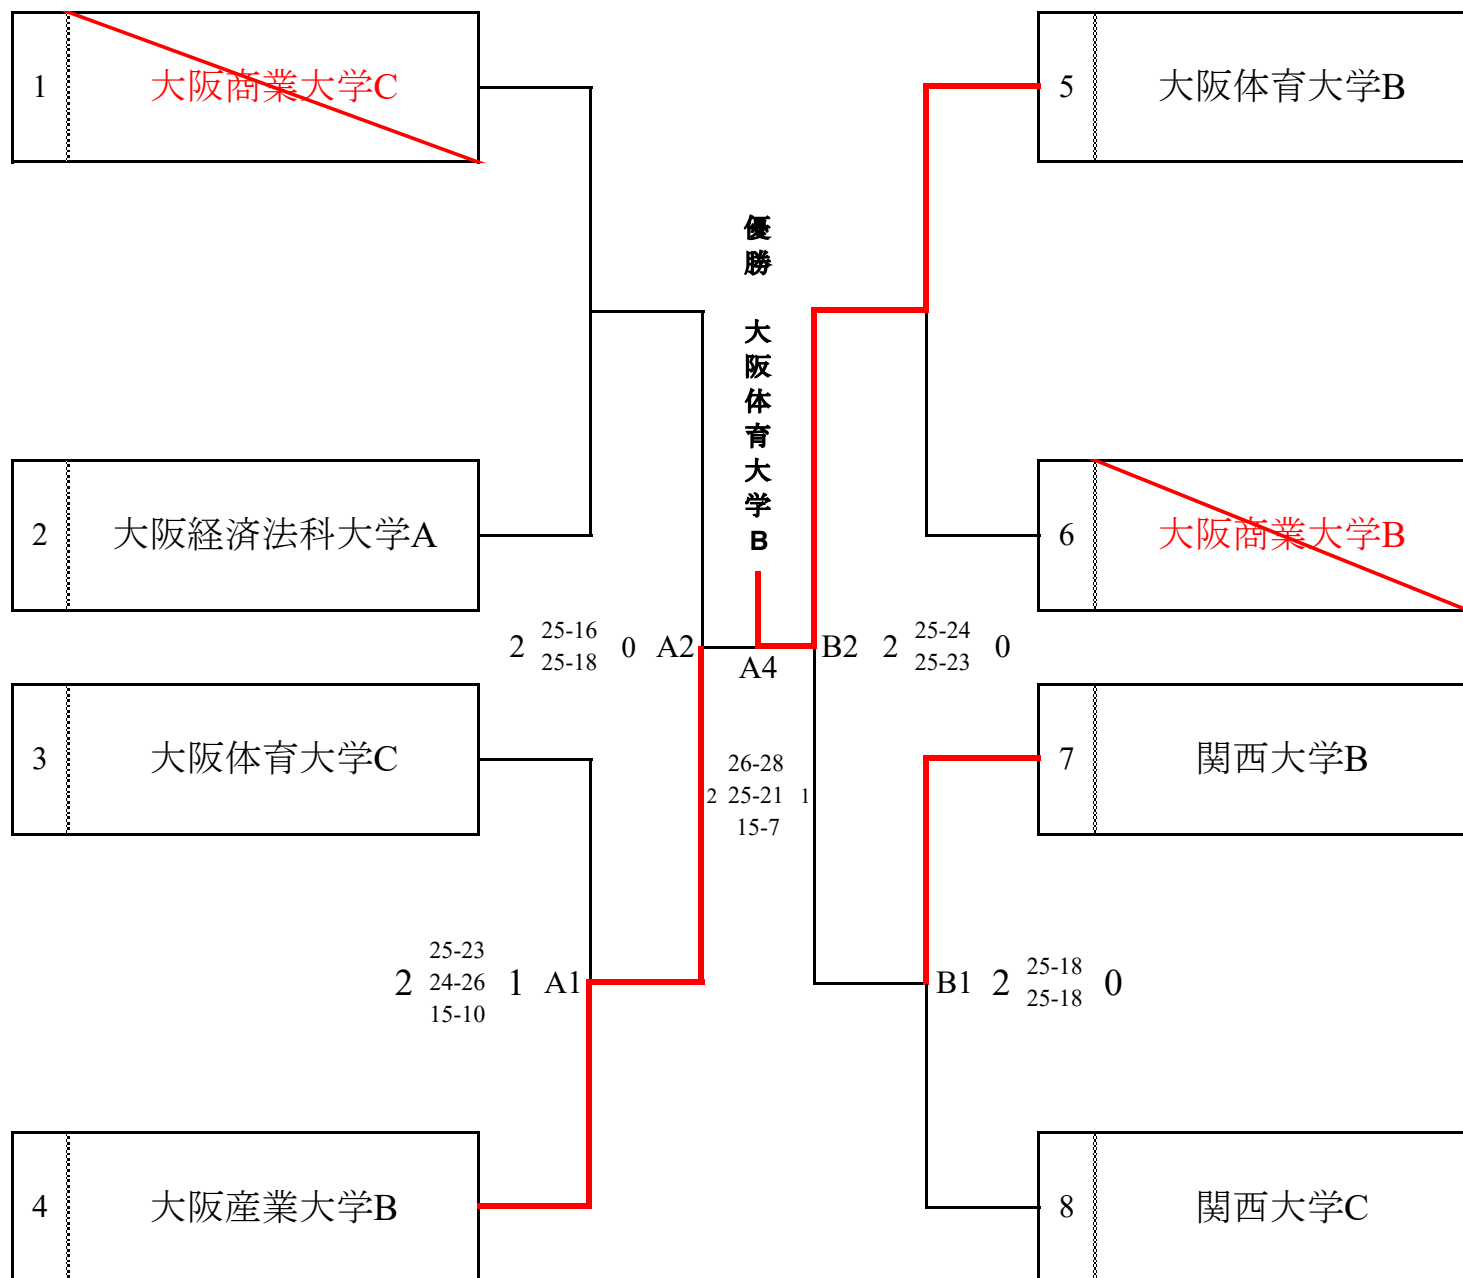 1 大阪商業大学C
5 大阪体育大学B
優勝 大阪体育大学B
2 大阪経済法科大学A
6 大阪商業大学B
2 25-16 0 A2
25-18
A4
B2 2 25-24 0
25-23
3 大阪体育大学C
7 関西大学B
26-28
2 25-21 1
15-7
25-23
2 24-26 1 A1
15-10
B1 2 25-18 0
25-18
4 大阪産業大学B
8 関西大学C